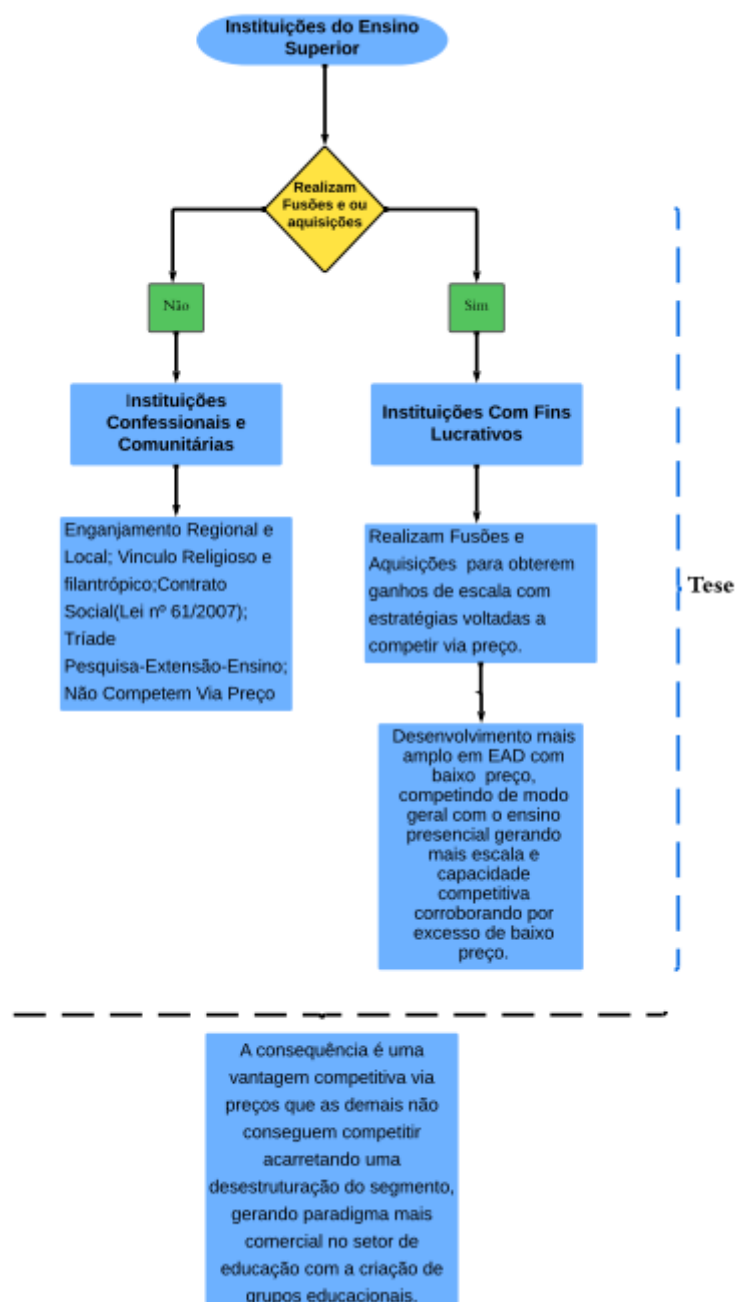 Instituições do Ensino
Superior
Realizam
Fusões e ou
aquisições
Não
Sim
Instituições
Confessionais e
Comunitárias
Instituições Com Fins
Lucrativos
Enganjamento Regional e
Local; Vinculo Religioso e
filantrópico;Contrato
Social(Lei nº 61/2007);
Tríade
Pesquisa-Extensão-Ensino;
Não Competem Via Preço
Realizam Fusões e
Aquisições para obterem
ganhos de escala com
estratégias voltadas a
competir via preço.
Tese
Desenvolvimento mais
amplo em EAD com
baixo preço,
competindo de modo
geral com o ensino
presencial gerando
mais escala e
capacidade
competitiva
corroborando por
excesso de baixo
preço.
A consequência é uma
vantagem competitiva via
preços que as demais não
conseguem competitir
acarretando uma
desestruturação do segmento,
gerando paradigma mais
comercial no setor de
educação com a criação de
grupos educacionais.